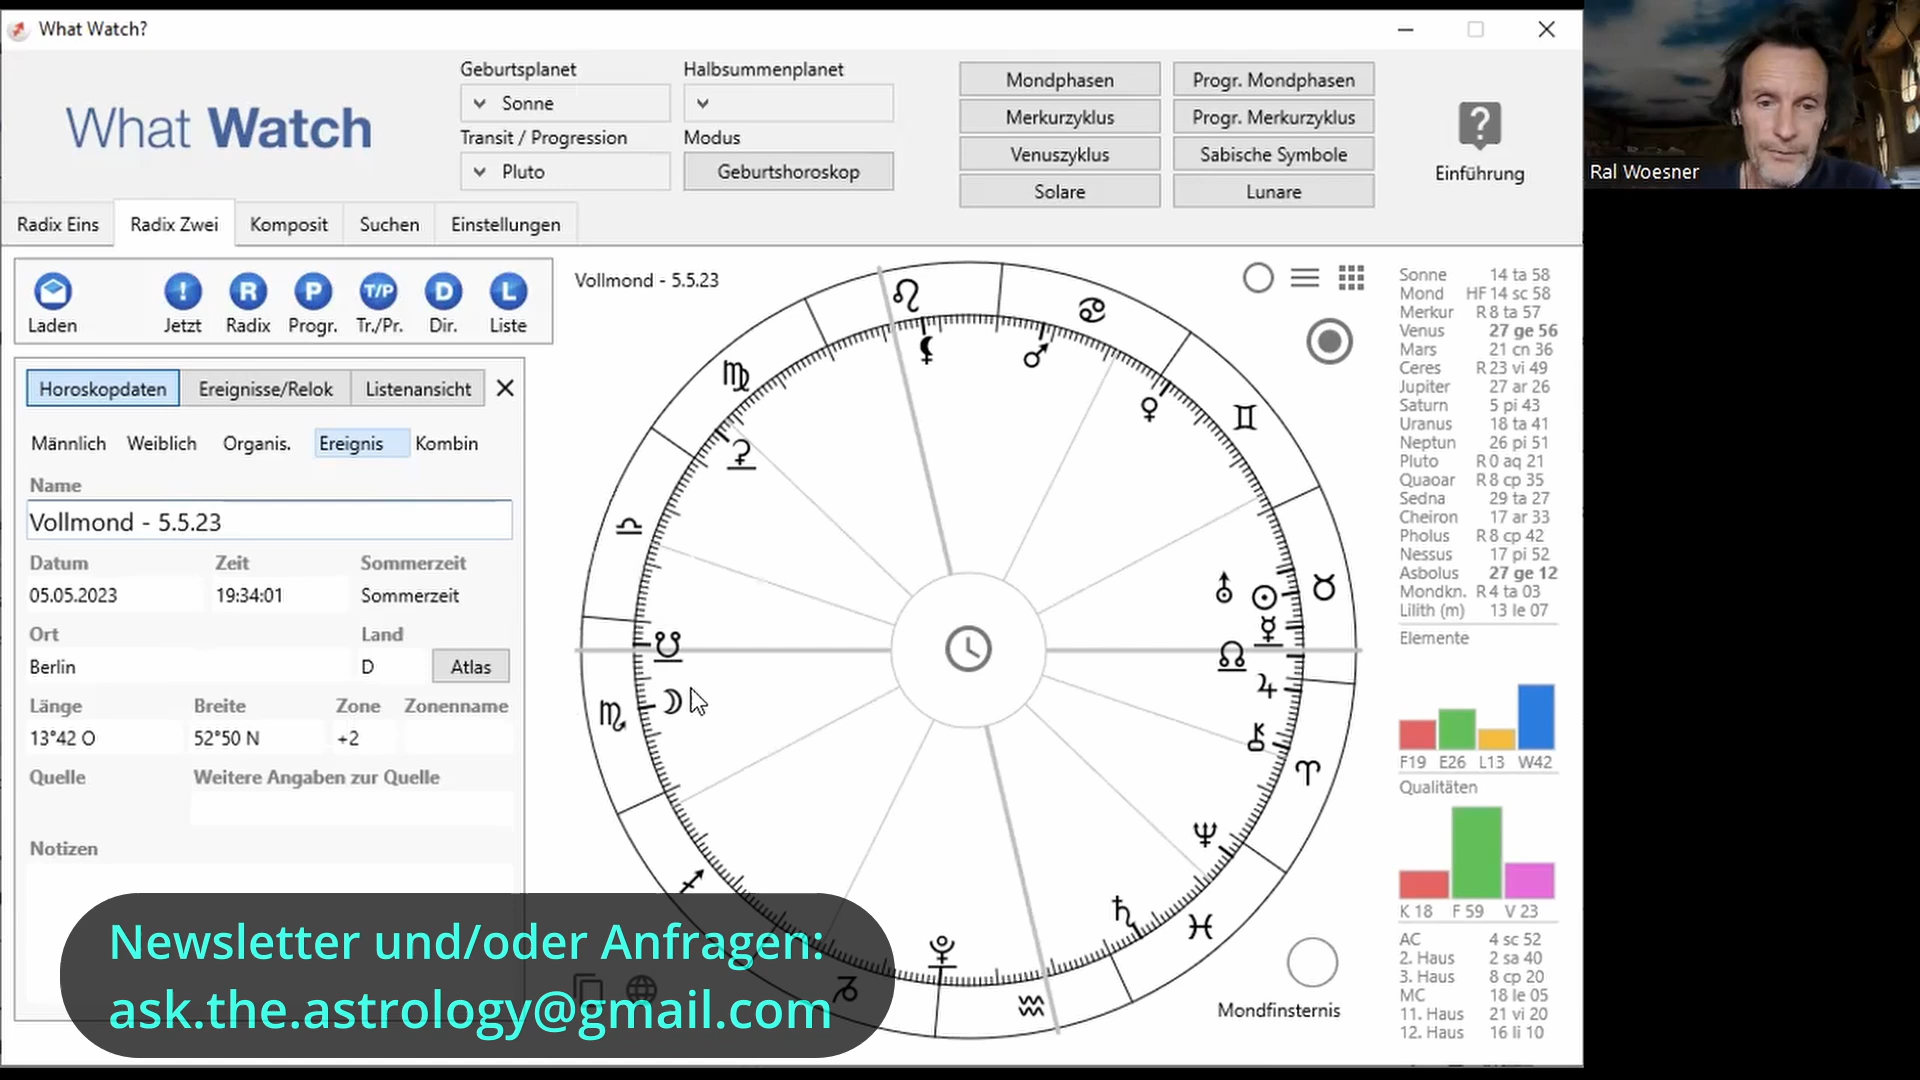 What Watch?
What Watch
Geburtsplanet
Sonne
Transit / Progression
Pluto
Halbsummenplanet
Modus
Geburtshoroskop
Mondphasen
Progr. Mondphasen
Merkurzyklus
Progr. Merkurzyklus
Venuszyklus
Sabische Symbole
Solare
Lunare
?
Einführung
Ral Woesner
Radix Eins
Radix Zwei
Komposit
Suchen
Einstellungen
! R P T/P D L
Laden Jetzt Radix Progr. Tr./Pr. Dir. Liste
Horoskopdaten Ereignisse/Relok Listenansicht
Männlich Weiblich Organis. Ereignis Kombin
Name
Vollmond - 5.5.23
Datum Zeit Sommerzeit
05.05.2023 19:34:01 Sommerzeit
Ort Land
Berlin D Atlas
Länge Breite Zone Zonenname
13°42 O 52°50 N +2
Quelle Weitere Angaben zur Quelle
Notizen
Vollmond - 5.5.23
Mondfinsternis
Sonne 14 ta 58
Mond HF 14 sc 58
Merkur R 8 ta 57
Venus 27 ge 56
Mars 21 cn 36
Ceres R 23 vi 49
Jupiter 27 ar 26
Saturn 5 pi 43
Uranus 18 ta 41
Neptun 26 pi 51
Pluto R 0 aq 21
Quaoar R 8 cp 35
Sedna 29 ta 27
Cheiron 17 ar 33
Pholus R 8 cp 42
Nessus 17 pi 52
Asbolus 27 ge 12
Mondkn. R 4 ta 03
Lilith (m) 13 le 07
Elemente
F19 E26 L13 W42
Qualitäten
K 18 F 59 V 23
AC 4 sc 52
2. Haus 2 sa 40
3. Haus 8 cp 20
MC 18 le 05
11. Haus 21 vi 20
12. Haus 16 li 10
Newsletter und/oder Anfragen:
ask.the.astrology@gmail.com